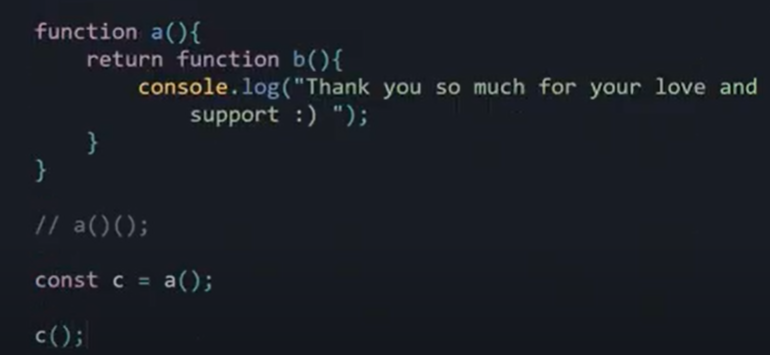 function a(){
return function b(){
console.log("Thank you so much for your love and
support :) ");
}
}
// a()();
const c = a();
c();